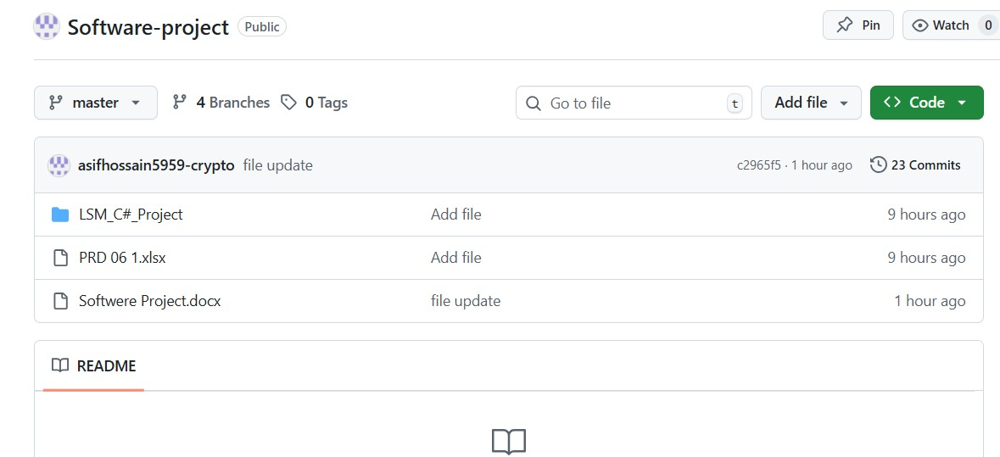 Software-project Public Pin Watch 0
master 4 Branches 0 Tags Go to file t Add file Code
asifhossain5959-crypto file update c2965f5 · 1 hour ago 23 Commits
LSM_C#_Project Add file 9 hours ago
PRD 06 1.xlsx Add file 9 hours ago
Softwere Project.docx file update 1 hour ago
README